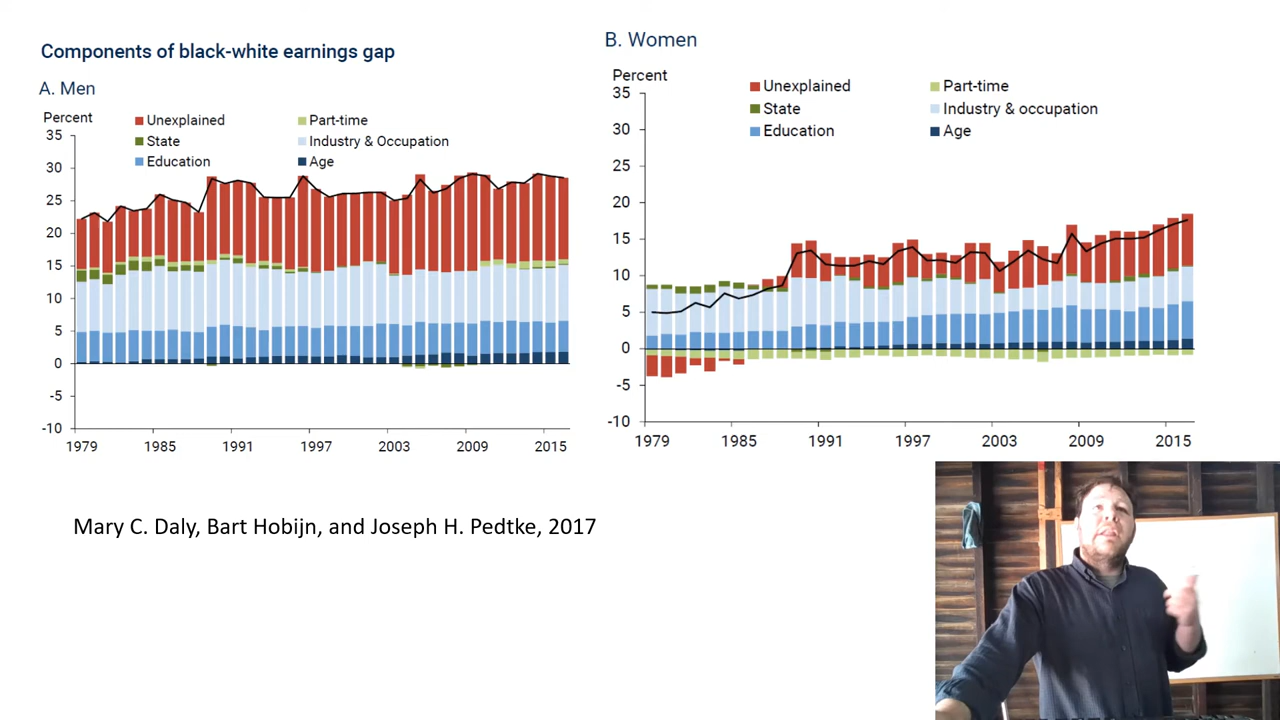 Components of black-white earnings gap
A. Men
Percent
Unexplained
Part-time
State
Industry & Occupation
Education
Age
35
30
25
20
15
10
5
0
-5
-10
1979
1985
1991
1997
2003
2009
2015
B. Women
Percent
Unexplained
Part-time
State
Industry & occupation
Education
Age
35
30
25
20
15
10
5
0
-5
-10
1979
1985
1991
1997
2003
2009
2015
Mary C. Daly, Bart Hobijn, and Joseph H. Pedtke, 2017